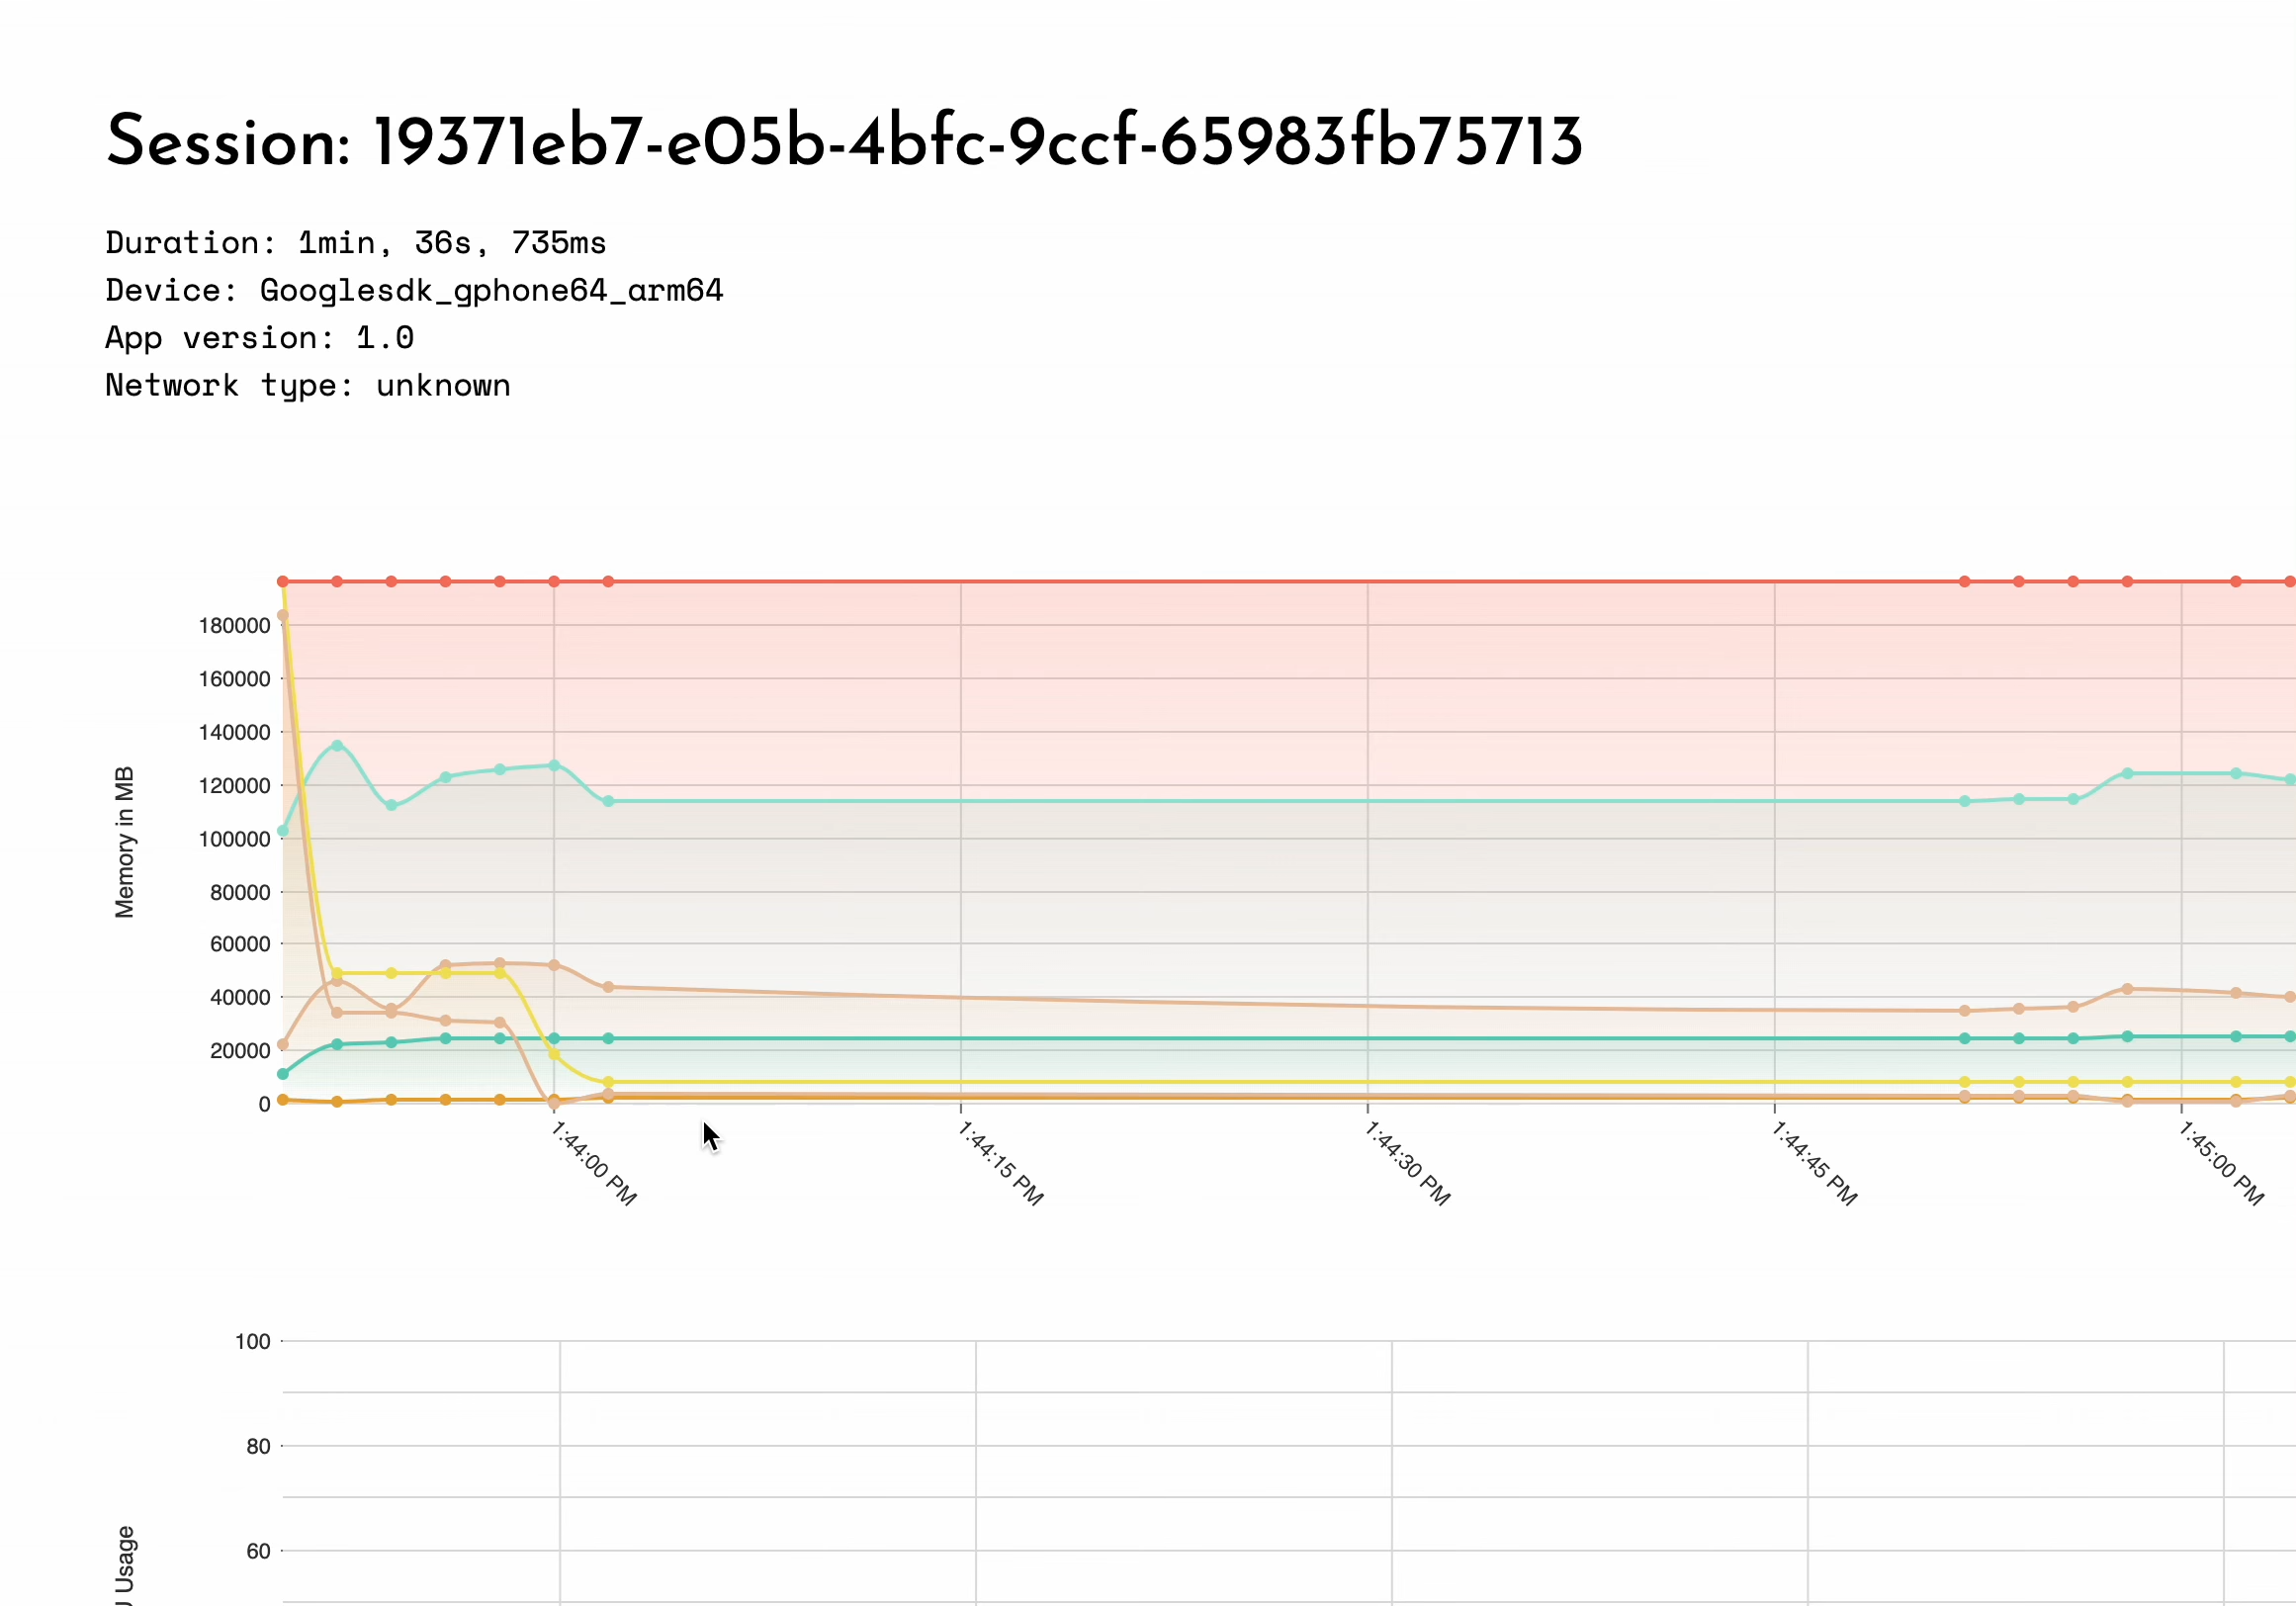 Session: 19371eb7-e05b-4bfc-9ccf-65983fb75713
Duration: 1min, 36s, 735ms
Device: Googlesdk_gphone64_arm64
App version: 1.0
Network type: unknown
Memory in MB
180000
160000
140000
120000
100000
80000
60000
40000
20000
0
1:44:00 PM
1:44:15 PM
1:44:30 PM
1:44:45 PM
1:45:00 PM
100
80
60
Usage